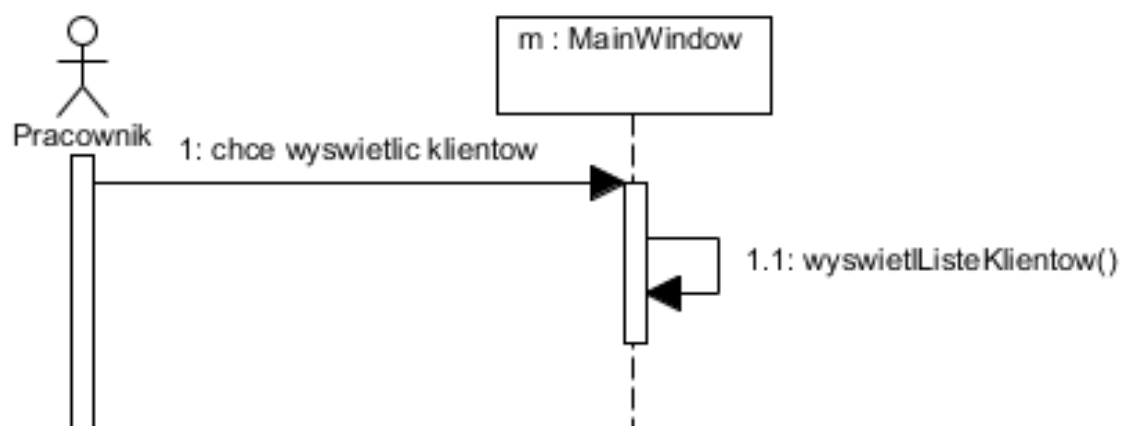 m : MainWindow
Pracownik
1: chce wyswietlic klientow
1.1: wyswietlListeKlientow()